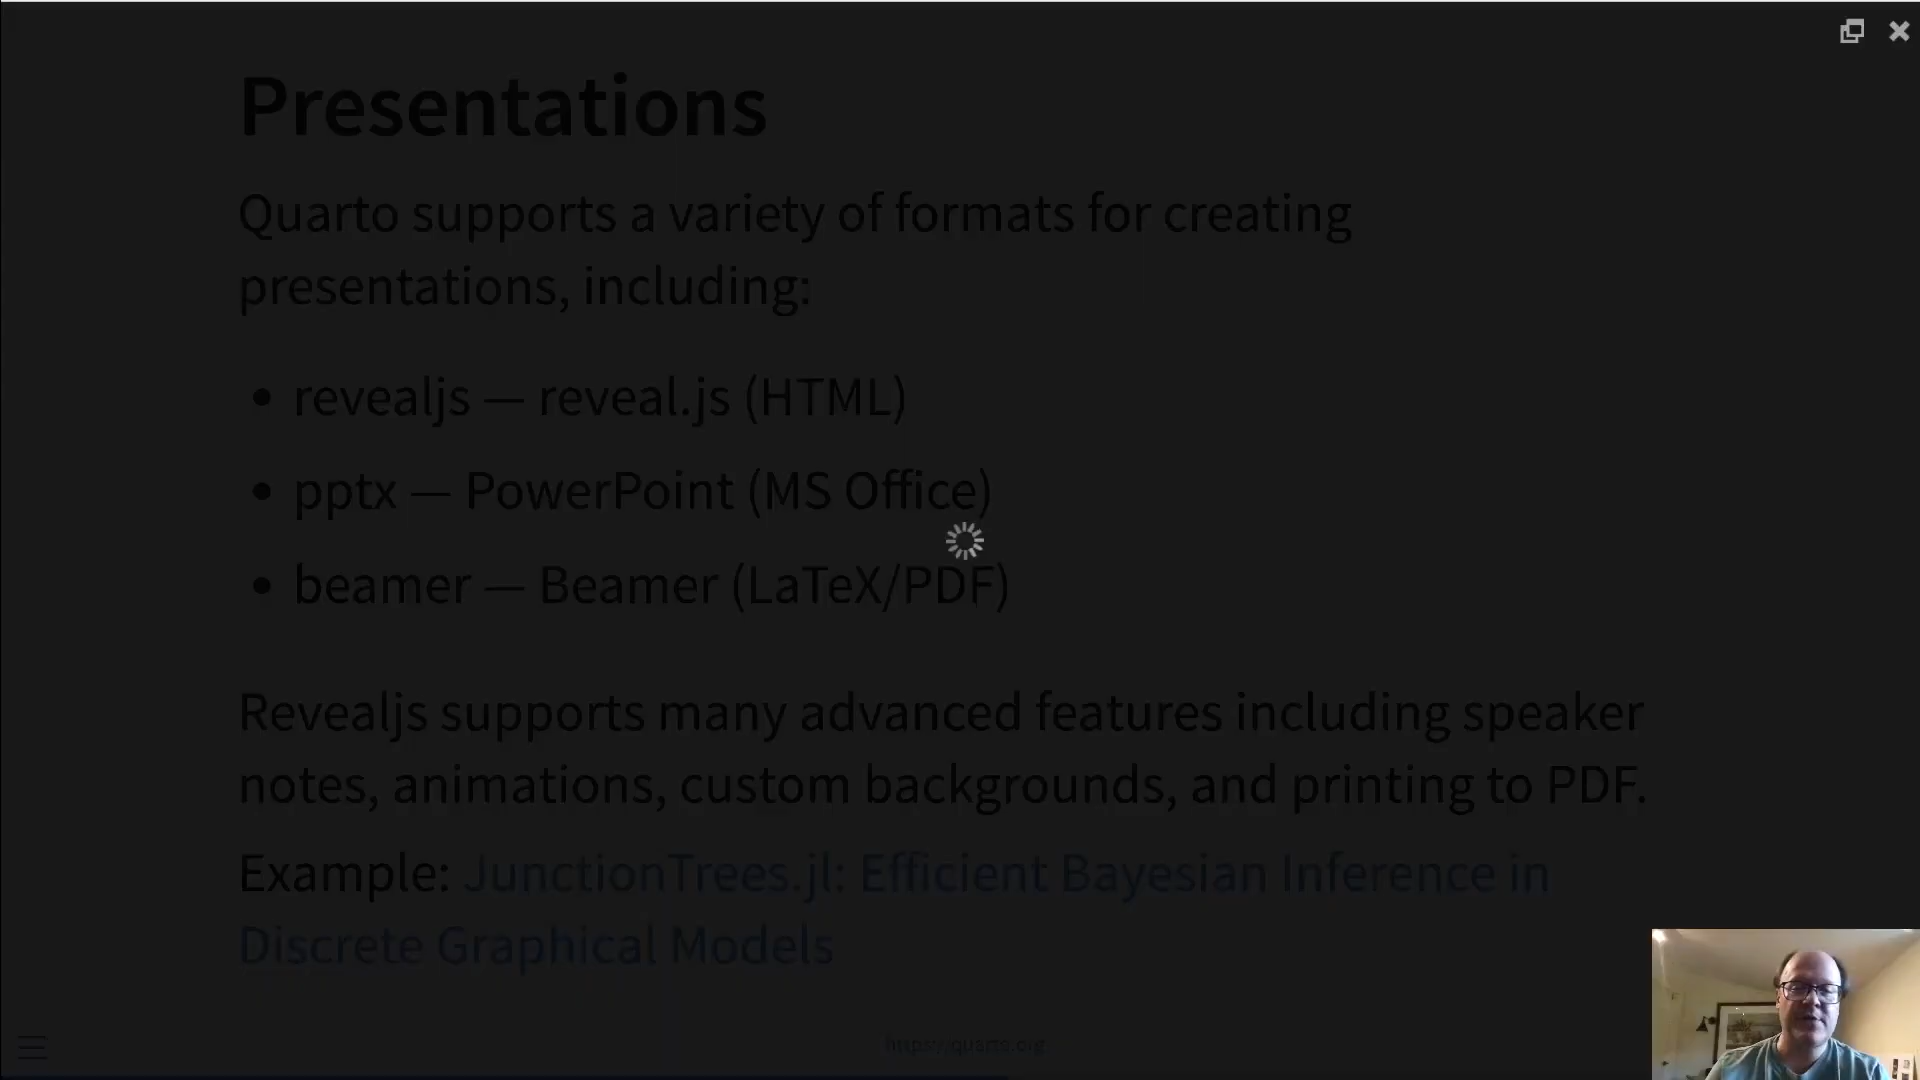 Presentations
Quarto supports a variety of formats for creating
presentations, including:
• revealjs — reveal.js (HTML)
• pptx — PowerPoint (MS Office)
• beamer — Beamer (LaTeX/PDF)
Revealjs supports many advanced features including speaker
notes, animations, custom backgrounds, and printing to PDF.
Example: JunctionTrees.jl: Efficient Bayesian Inference in
Discrete Graphical Models
https://quarto.org